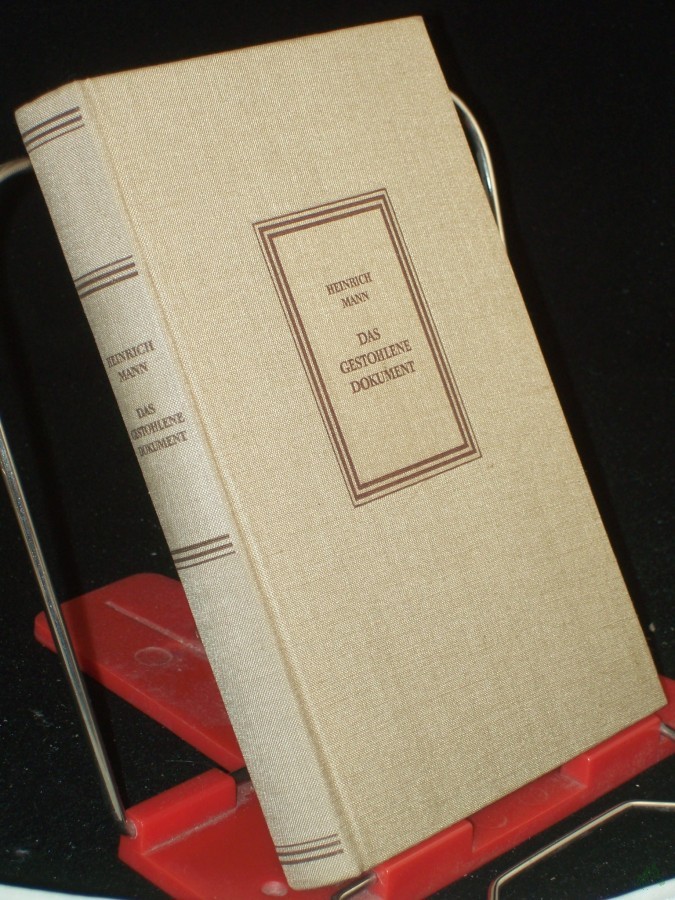 HEINRICH
MANN
DAS
GESTOHLENE
DOKUMENT
HEINRICH
MANN
DAS
GESTOHLENE
DOKUMENT